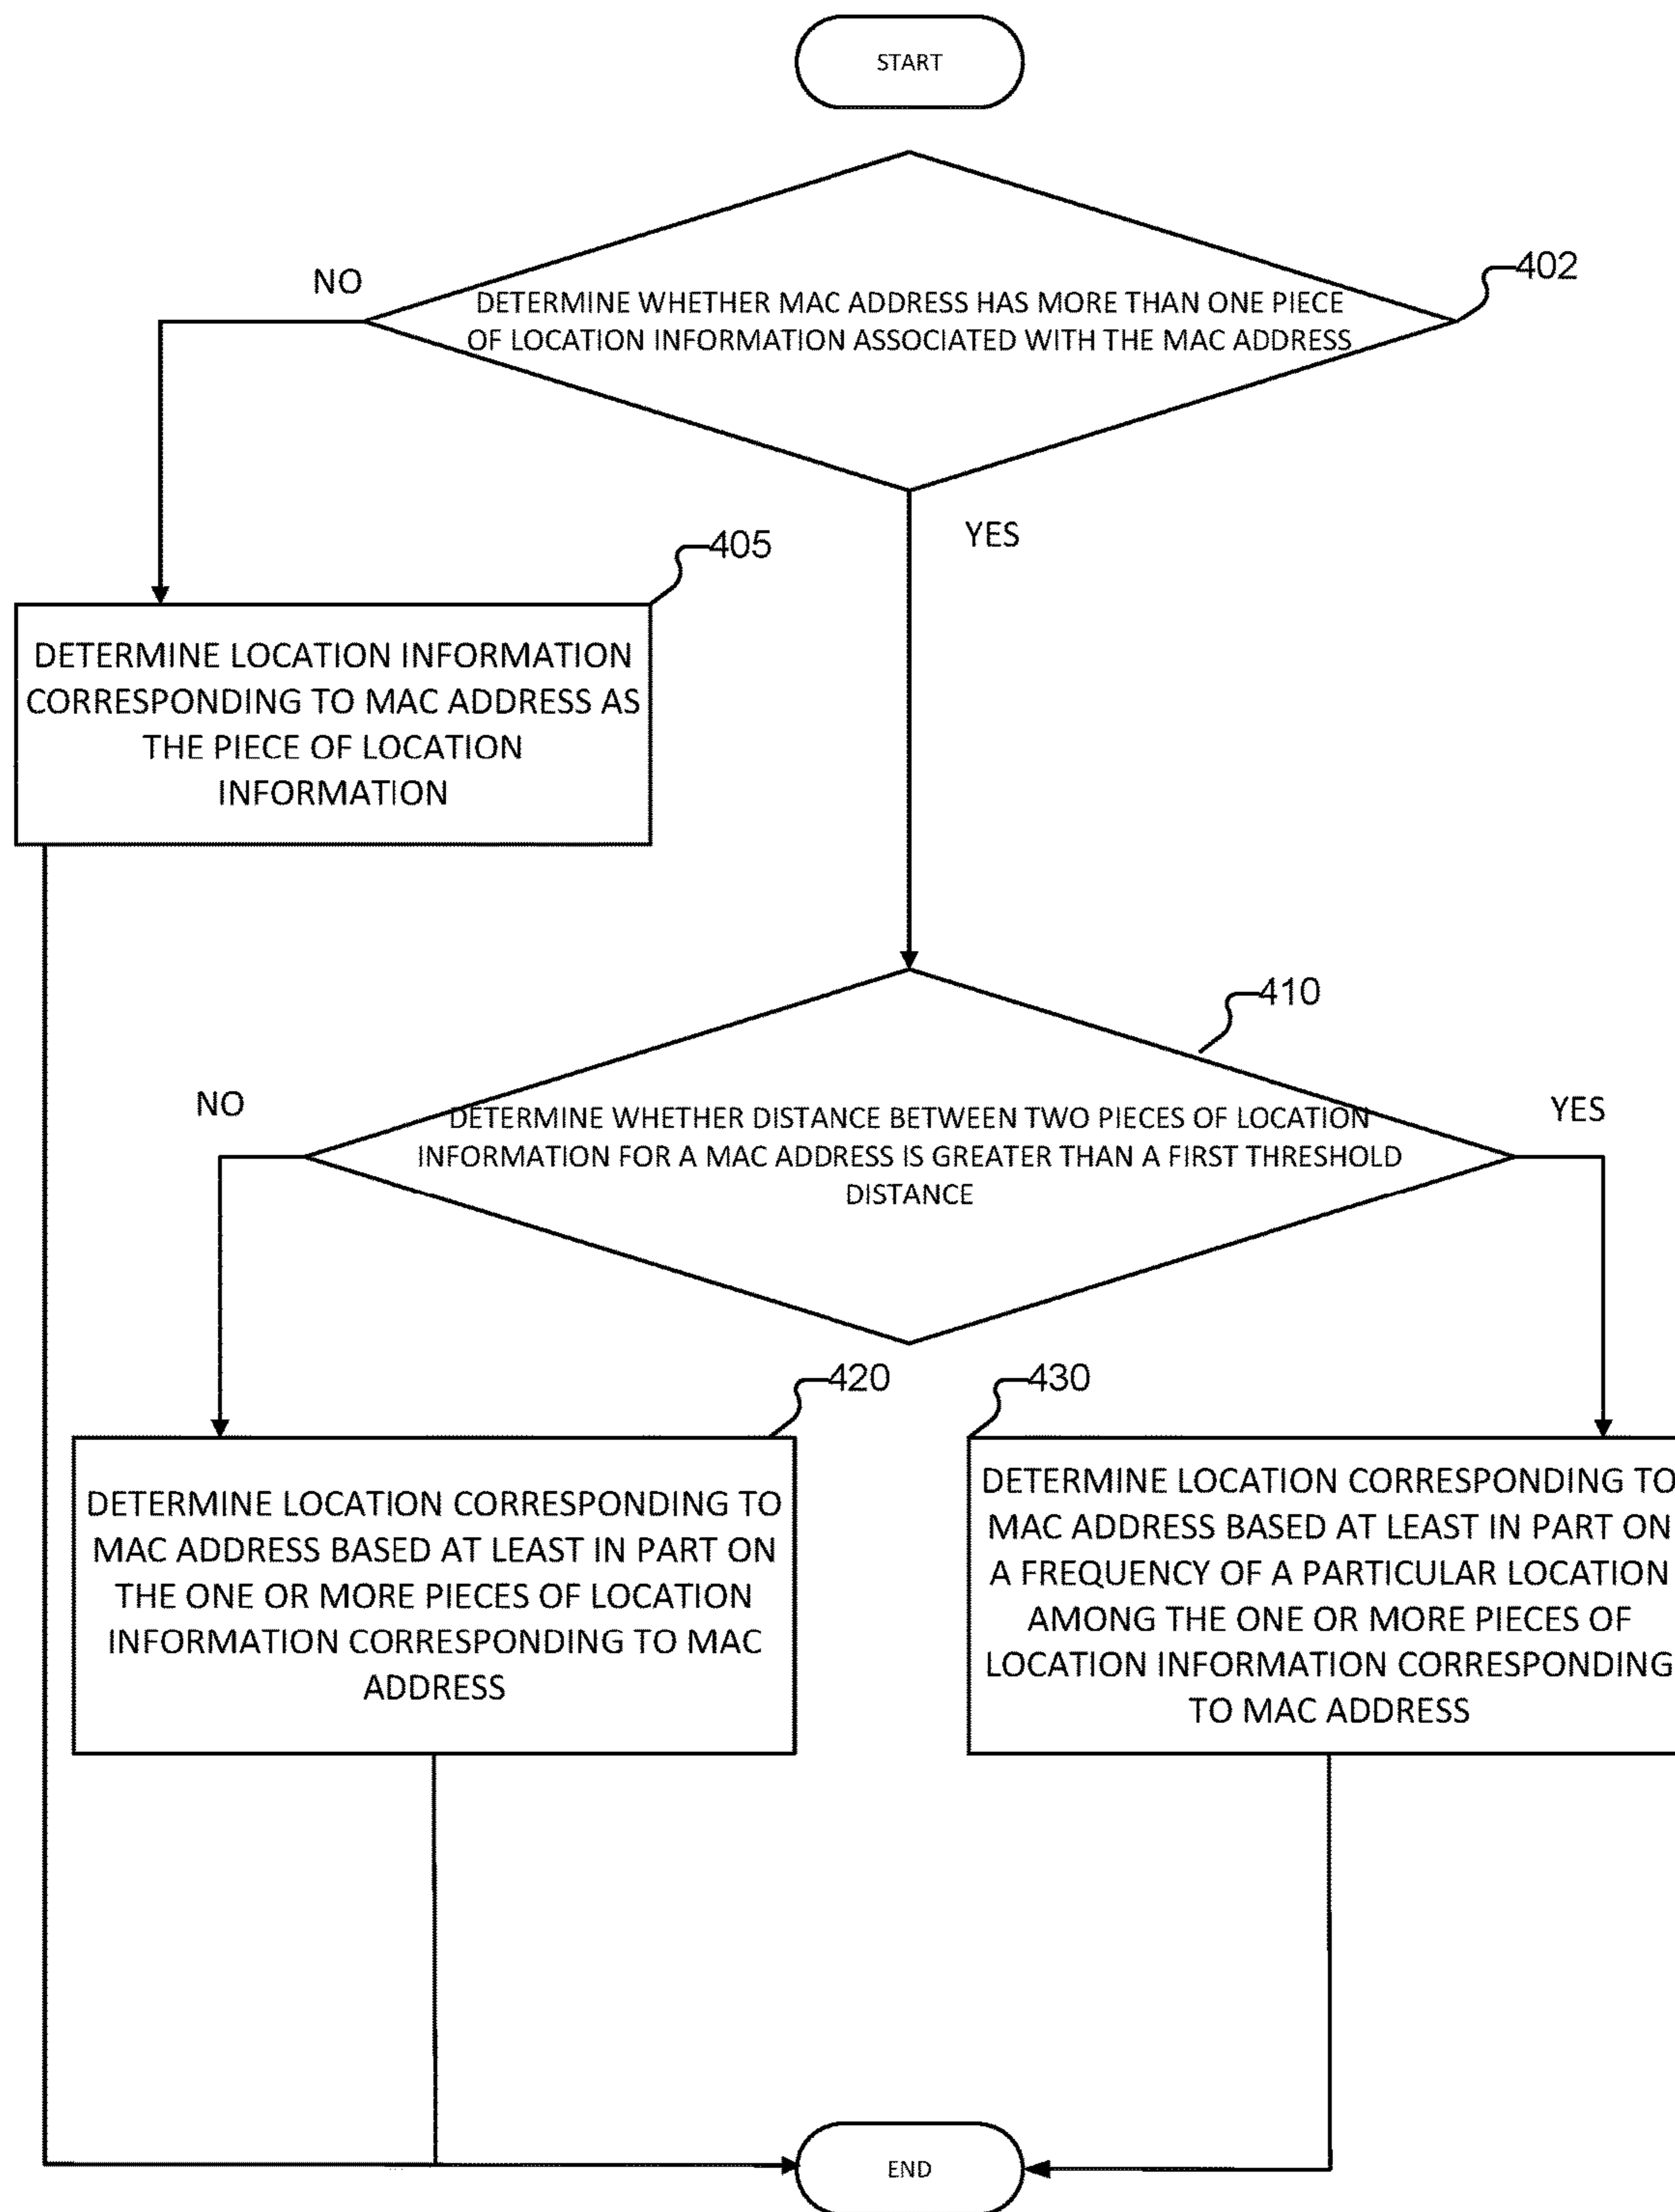 START
402
NO
DETERMINE WHETHER MAC ADDRESS HAS MORE THAN ONE PIECE
OF LOCATION INFORMATION ASSOCIATED WITH THE MAC ADDRESS
YES
405
DETERMINE LOCATION INFORMATION
CORRESPONDING TO MAC ADDRESS AS
THE PIECE OF LOCATION
INFORMATION
410
NO
YES
DETERMINE WHETHER DISTANCE BETWEEN TWO PIECES OF LOCATION
INFORMATION FOR A MAC ADDRESS IS GREATER THAN A FIRST THRESHOLD
DISTANCE
420
DETERMINE LOCATION CORRESPONDING TO
MAC ADDRESS BASED AT LEAST IN PART ON
THE ONE OR MORE PIECES OF LOCATION
INFORMATION CORRESPONDING TO MAC
ADDRESS
430
DETERMINE LOCATION CORRESPONDING TO
MAC ADDRESS BASED AT LEAST IN PART ON
A FREQUENCY OF A PARTICULAR LOCATION
AMONG THE ONE OR MORE PIECES OF
LOCATION INFORMATION CORRESPONDING
TO MAC ADDRESS
END